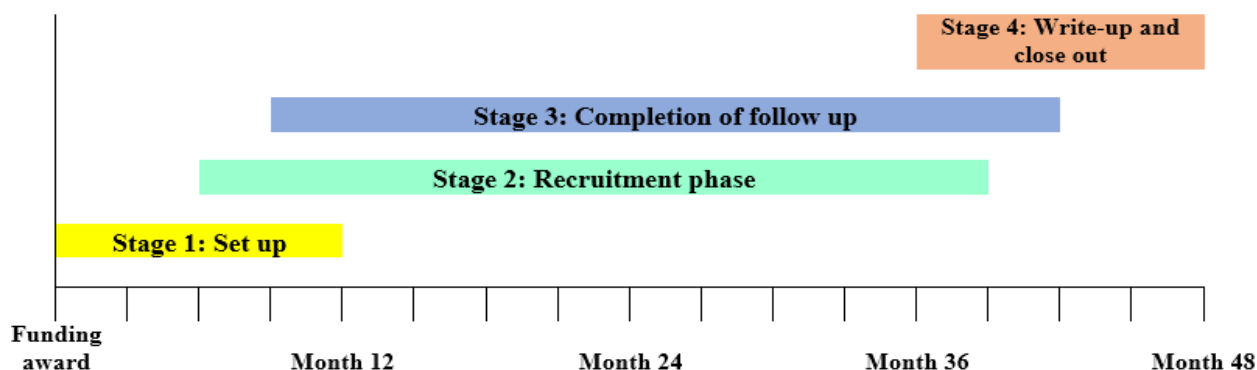 Stage 4: Write-up and
close out
Stage 3: Completion of follow up
Stage 2: Recruitment phase
Stage 1: Set up
Funding
award
Month 12
Month 24
Month 36
Month 48